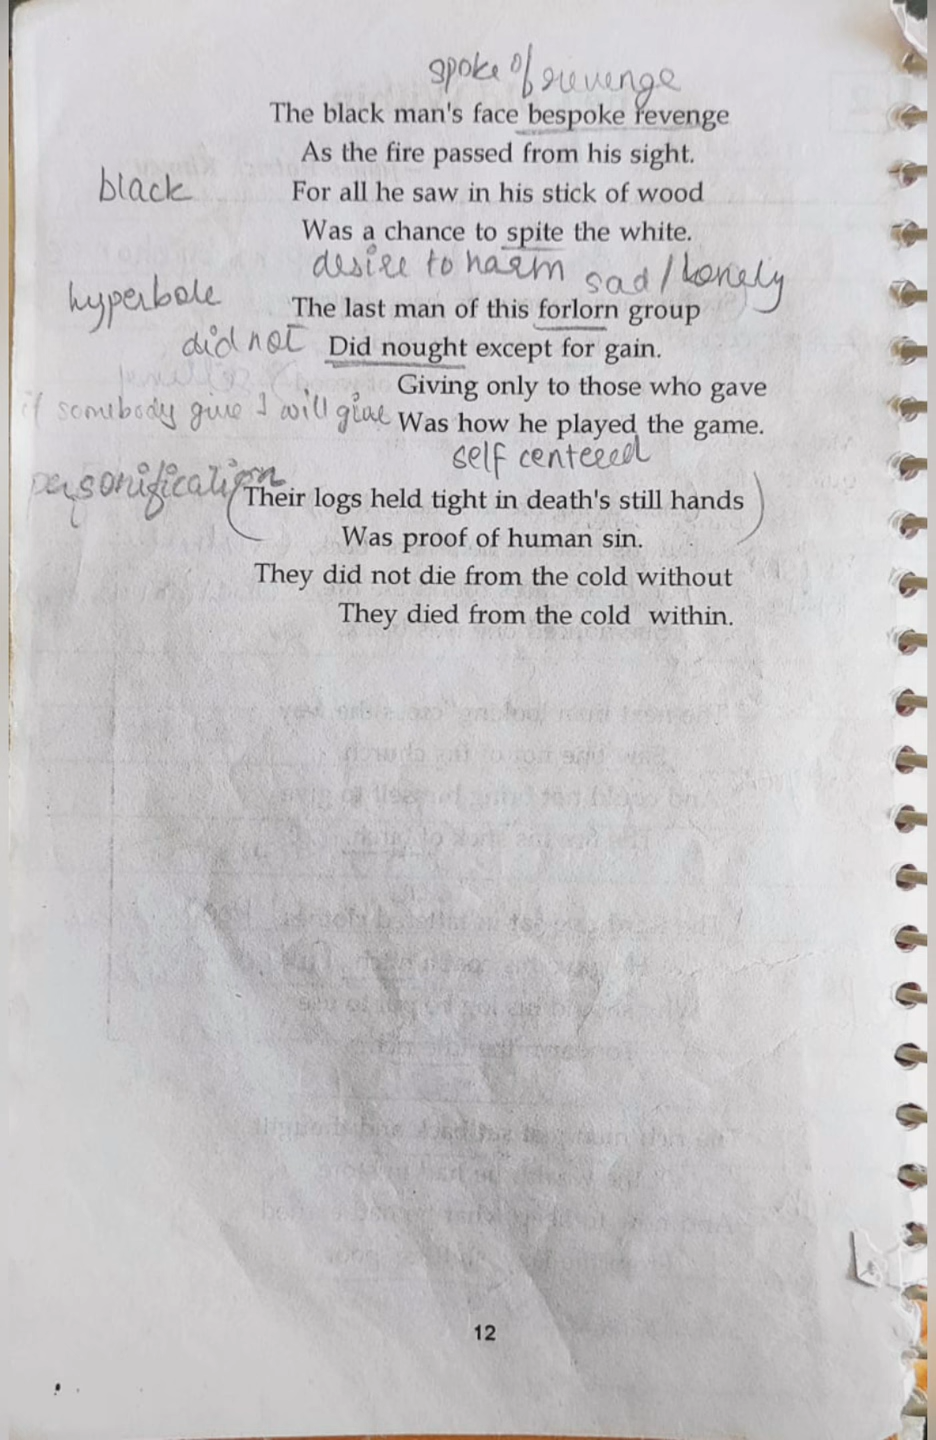 spoke of revenge
The black man's face bespoke revenge
As the fire passed from his sight.
black
For all he saw in his stick of wood
Was a chance to spite the white.
desire to harm
sad / Lonely
hyperbole
The last man of this forlorn group
did not
Did nought except for gain.
Giving only to those who gave
if somebody give I will give
Was how he played the game.
self centered
personification
Their logs held tight in death's still hands
Was proof of human sin.
They did not die from the cold without
They died from the cold within.
12